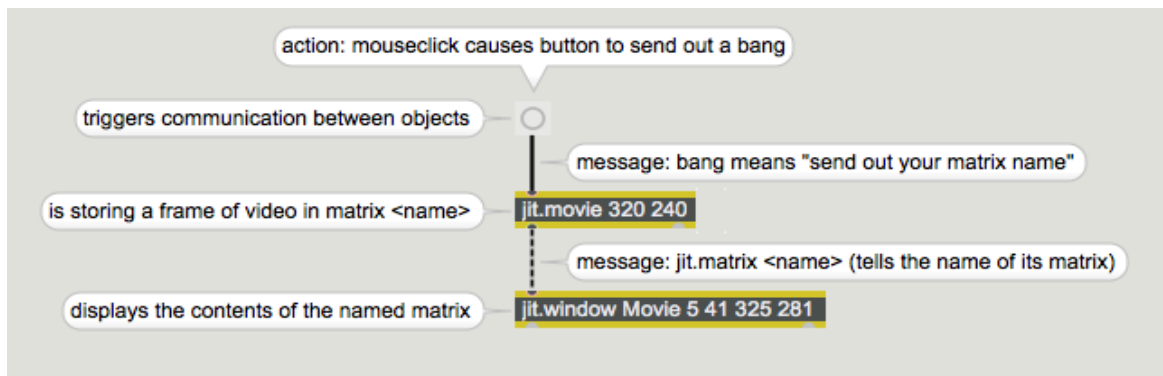 action: mouseclick causes button to send out a bang
triggers communication between objects
message: bang means "send out your matrix name"
is storing a frame of video in matrix <name>
jit.movie 320 240
message: jit.matrix <name> (tells the name of its matrix)
displays the contents of the named matrix
jit.window Movie 5 41 325 281